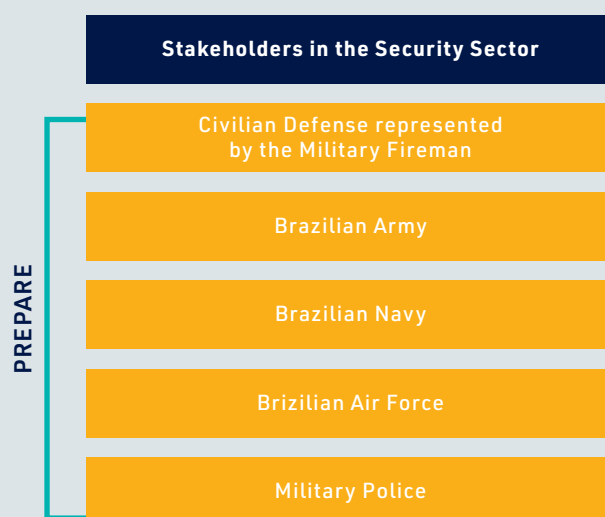 Stakeholders in the Security Sector
PREPARE
Civilian Defense represented
by the Military Fireman
Brazilian Army
Brazilian Navy
Brizilian Air Force
Military Police